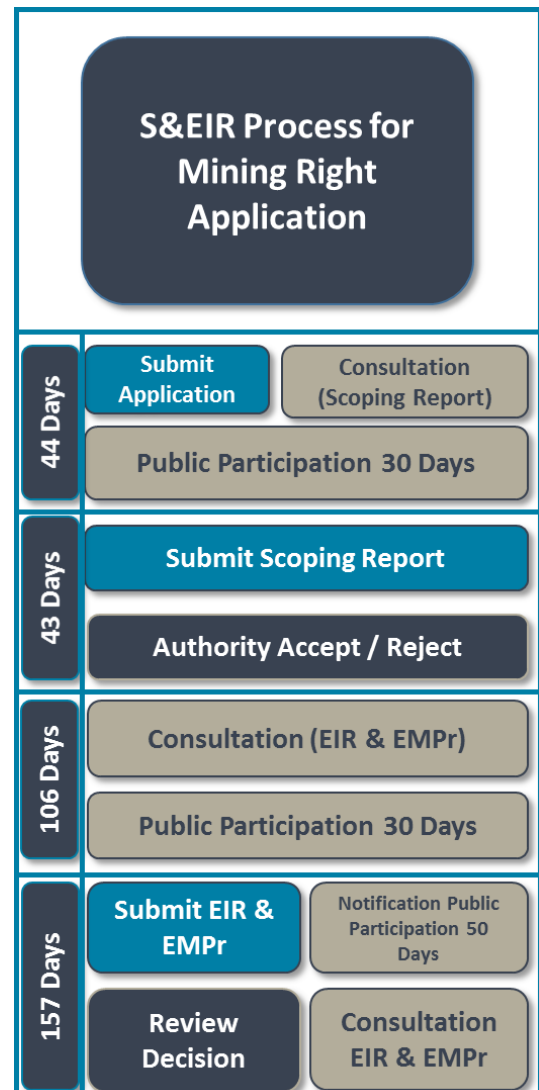 S&EIR Process for
Mining Right
Application
44 Days
Submit
Application
Consultation
(Scoping Report)
Public Participation 30 Days
43 Days
Submit Scoping Report
Authority Accept / Reject
106 Days
Consultation (EIR & EMPr)
Public Participation 30 Days
157 Days
Submit EIR &
EMPr
Notification Public
Participation 50
Days
Review
Decision
Consultation
EIR & EMPr